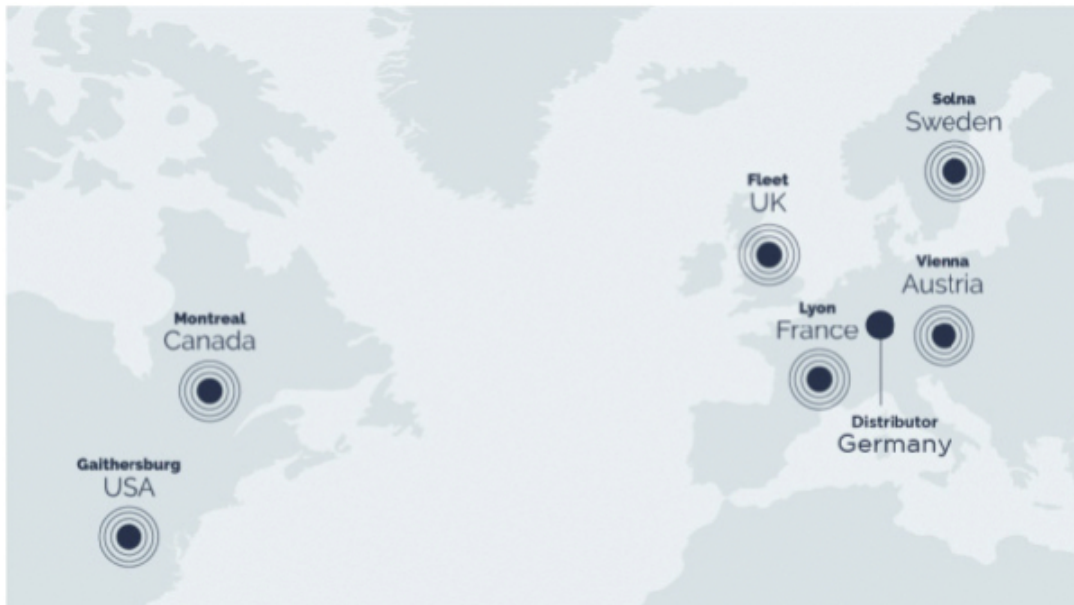 Solna
Sweden
Fleet
UK
Vienna
Austria
Lyon
France
Montreal
Canada
Distributor
Germany
Gaithersburg
USA